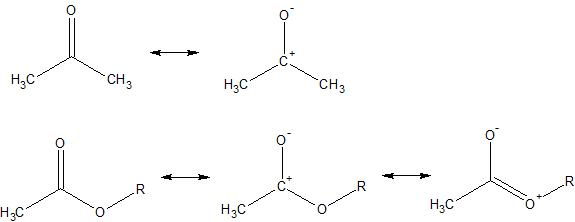 O O⁻
H₃C CH₃ H₃C C⁺ CH₃
O O⁻ O⁻
R R R
H₃C O H₃C C⁺ O H₃C O⁺